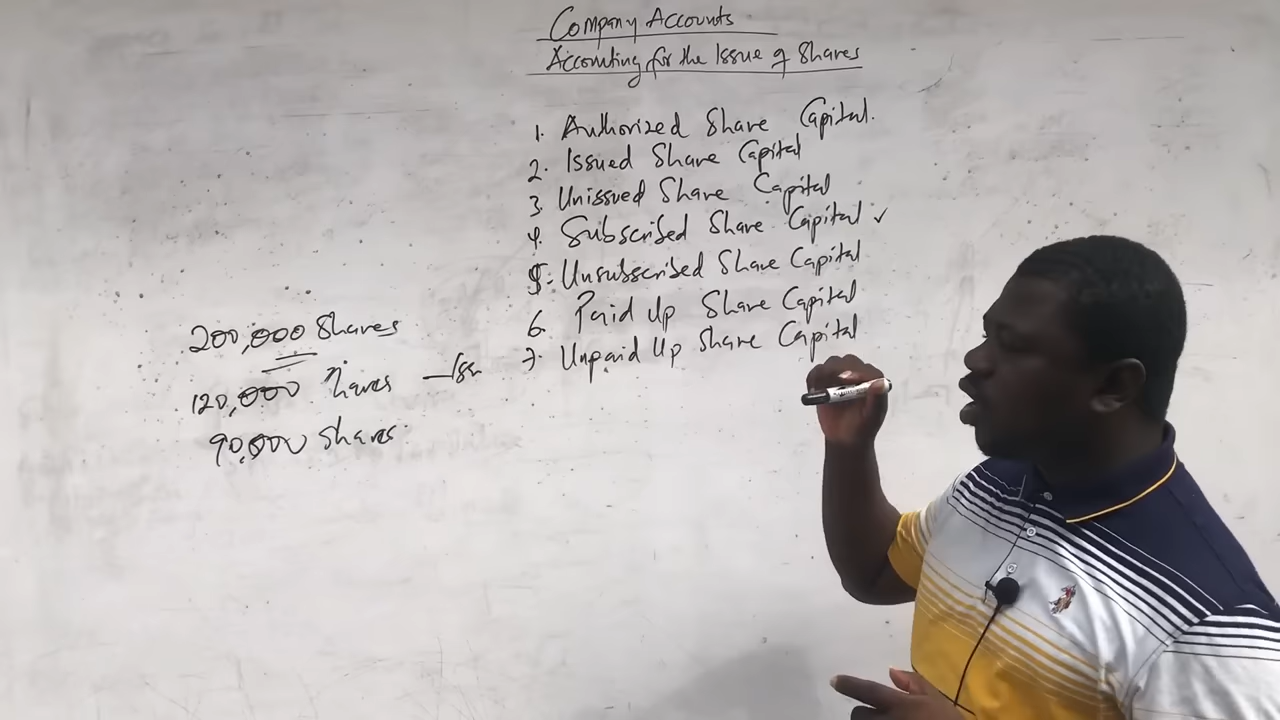 Company Accounts
Accounting for the Issue of Shares
1. Authorized Share Capital.
2. Issued Share Capital
3. Unissued Share Capital
4. Subscribed Share Capital ✓
5. Unsubscribed Share Capital
6. Paid Up Share Capital
7. Unpaid Up Share Capital
200,000 Shares
120,000 Shares — Iss
90,000 Shares